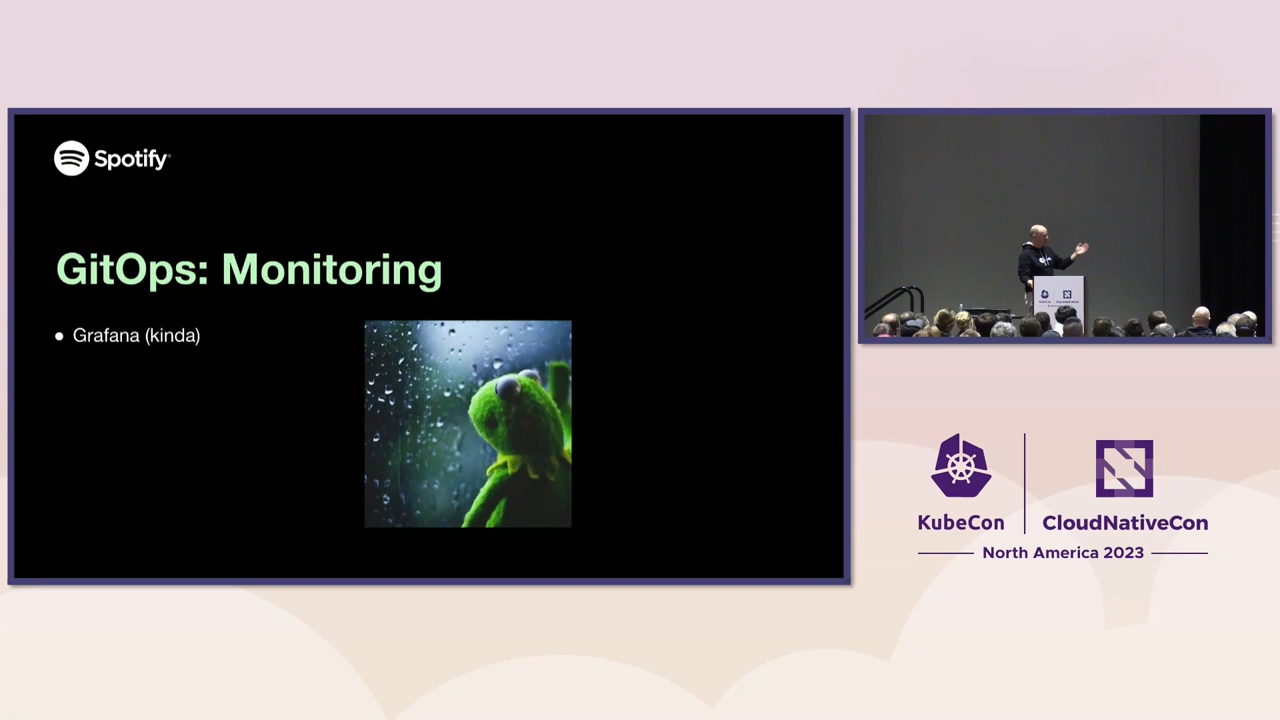 Spotify
GitOps: Monitoring
• Grafana (kinda)
KubeCon
CloudNativeCon
North America 2023